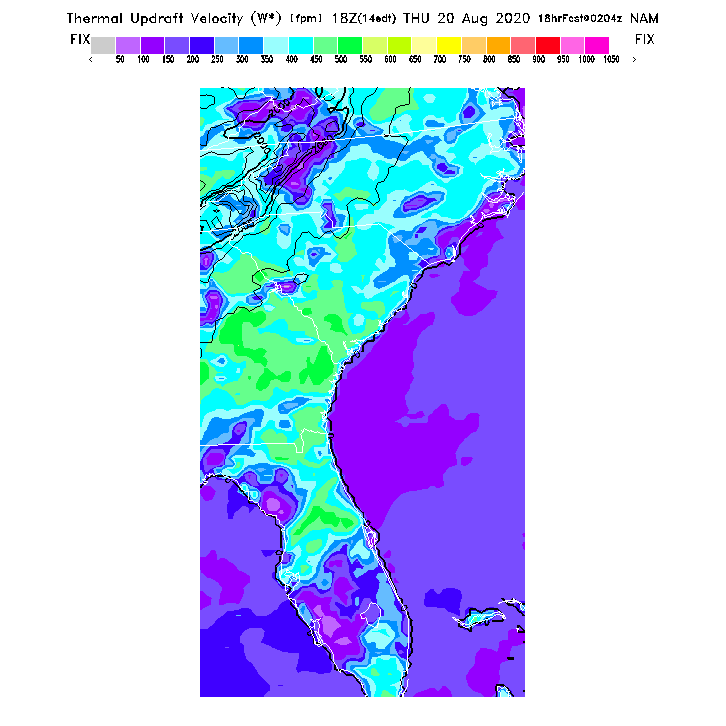 Thermal Updraft Velocity (W*) [fpm] 18Z(14edt) THU 20 Aug 2020 18hrFcst@0204z NAM
FIX FIX
< 50 100 150 200 250 300 350 400 450 500 550 600 650 700 750 800 850 900 950 1000 1050 >